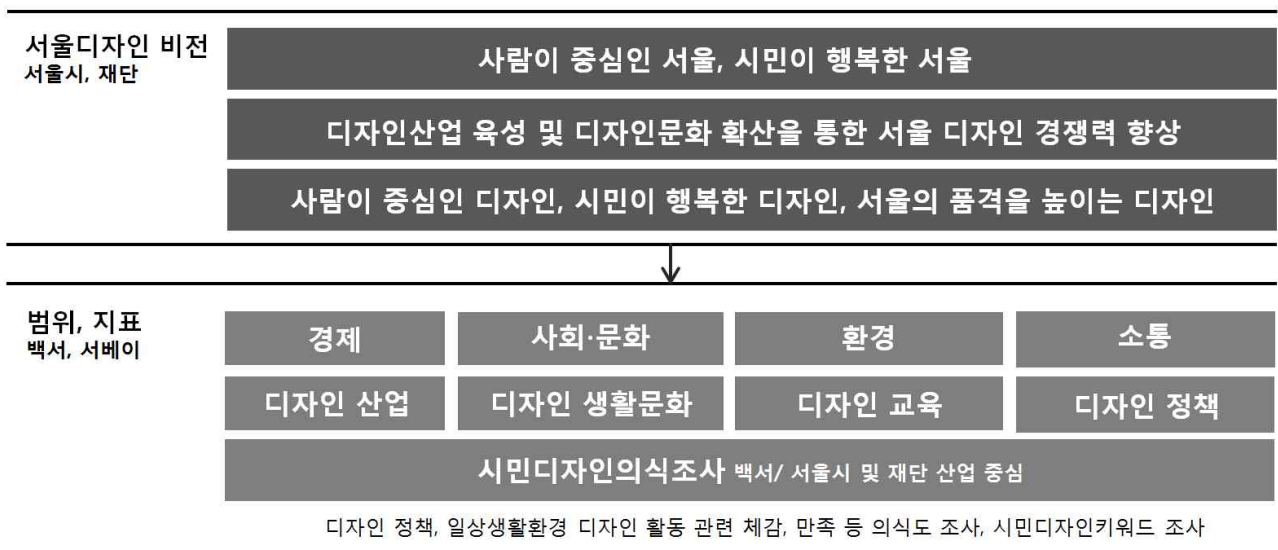 서울디자인 비전
서울시, 재단
사람이 중심인 서울, 시민이 행복한 서울
디자인산업 육성 및 디자인문화 확산을 통한 서울 디자인 경쟁력 향상
사람이 중심인 디자인, 시민이 행복한 디자인, 서울의 품격을 높이는 디자인
범위, 지표
백서, 서베이
경제 사회·문화 환경 소통
디자인 산업 디자인 생활문화 디자인 교육 디자인 정책
시민디자인의식조사 백서/ 서울시 및 재단 산업 중심
디자인 정책, 일상생활환경 디자인 활동 관련 체감, 만족 등 의식도 조사, 시민디자인키워드 조사